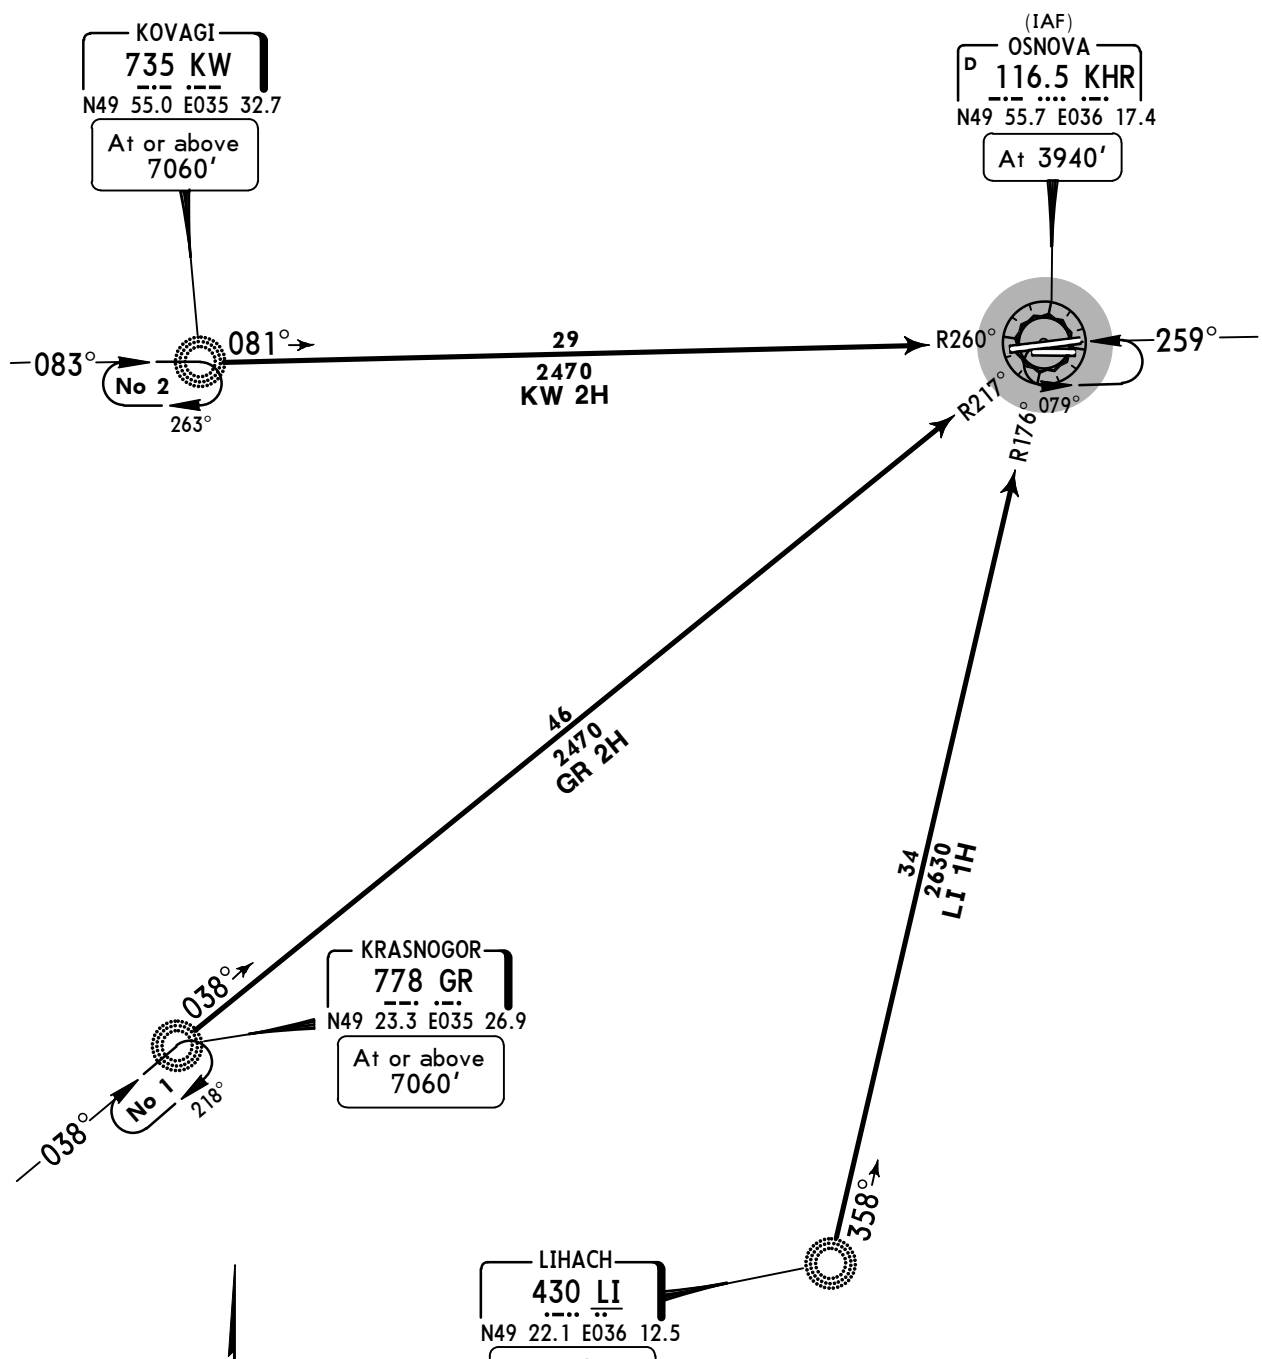 KOVAGI
735 KW
N49 55.0 E035 32.7
At or above
7060'
(IAF)
OSNOVA
D 116.5 KHR
N49 55.7 E036 17.4
At 3940'
083°
No 2
263°
081°
29
2470
KW 2H
R260°
259°
079°
R217°
R176°
46
2470
GR 2H
34
2630
LI 1H
KRASNOGOR
778 GR
N49 23.3 E035 26.9
At or above
7060'
038°
No 1
218°
038°
358°
LIHACH
430 LI
N49 22.1 E036 12.5